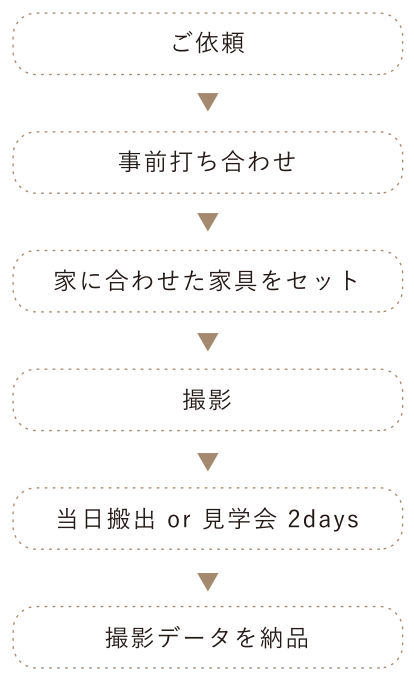 ご依頼
事前打ち合わせ
家に合わせた家具をセット
撮影
当日搬出 or 見学会 2days
撮影データを納品